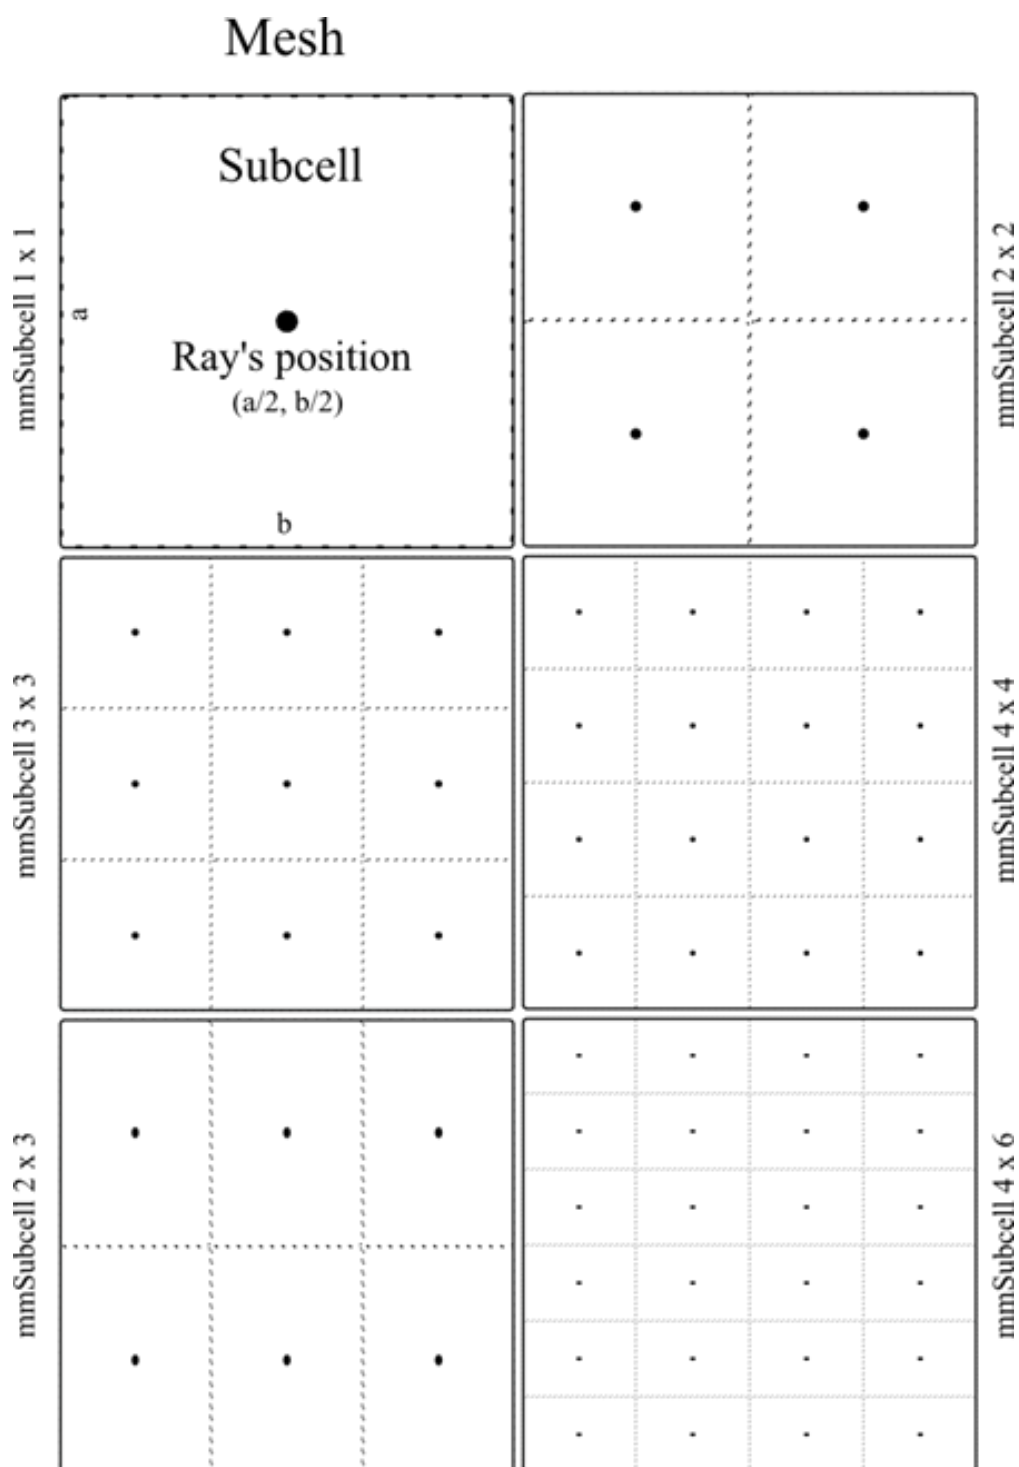 Mesh
Subcell
a
Ray's position
(a/2, b/2)
b
mmSubcell 1 x 1
mmSubcell 2 x 2
mmSubcell 3 x 3
mmSubcell 4 x 4
mmSubcell 2 x 3
mmSubcell 4 x 6